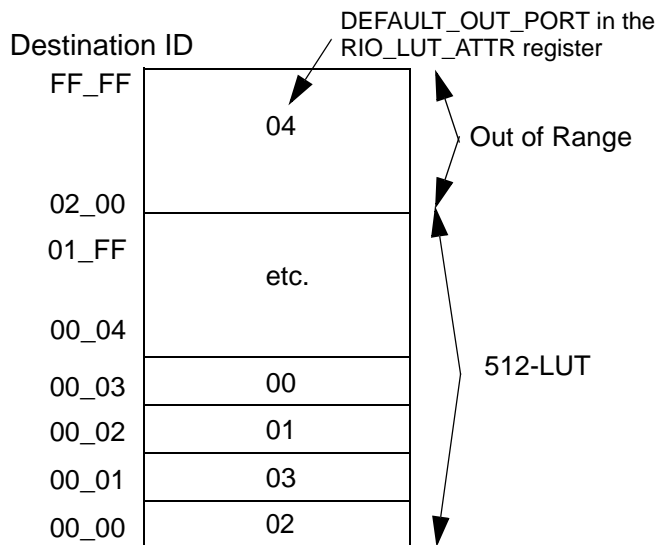 DEFAULT_OUT_PORT in the
RIO_LUT_ATTR register
Destination ID
FF_FF
04
Out of Range
02_00
01_FF
etc.
00_04
512-LUT
00_03
00
00_02
01
00_01
03
00_00
02